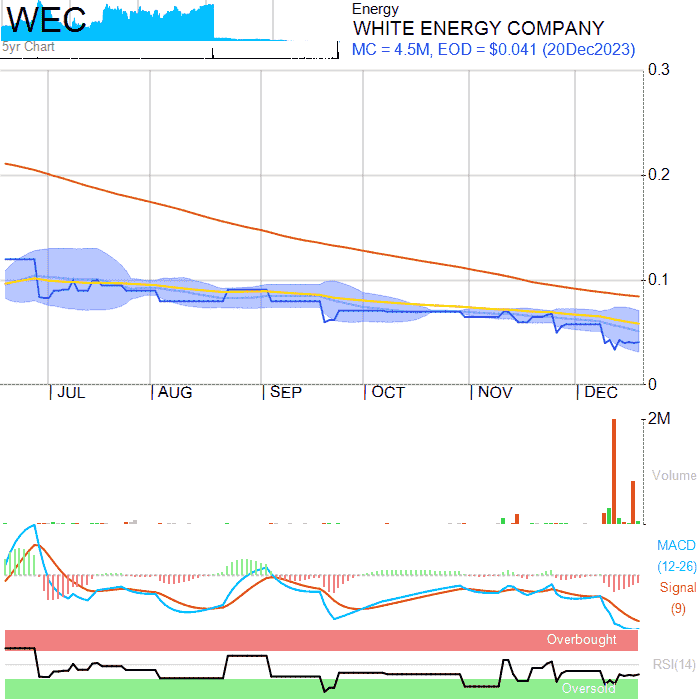 WEC
5yr Chart
Energy
WHITE ENERGY COMPANY
MC = 4.5M, EOD = $0.041 (20Dec2023)
0.3
0.2
0.1
0
JUL AUG SEP OCT NOV DEC
2M
Volume
MACD
(12-26)
Signal
(9)
Overbought
RSI(14)
Oversold